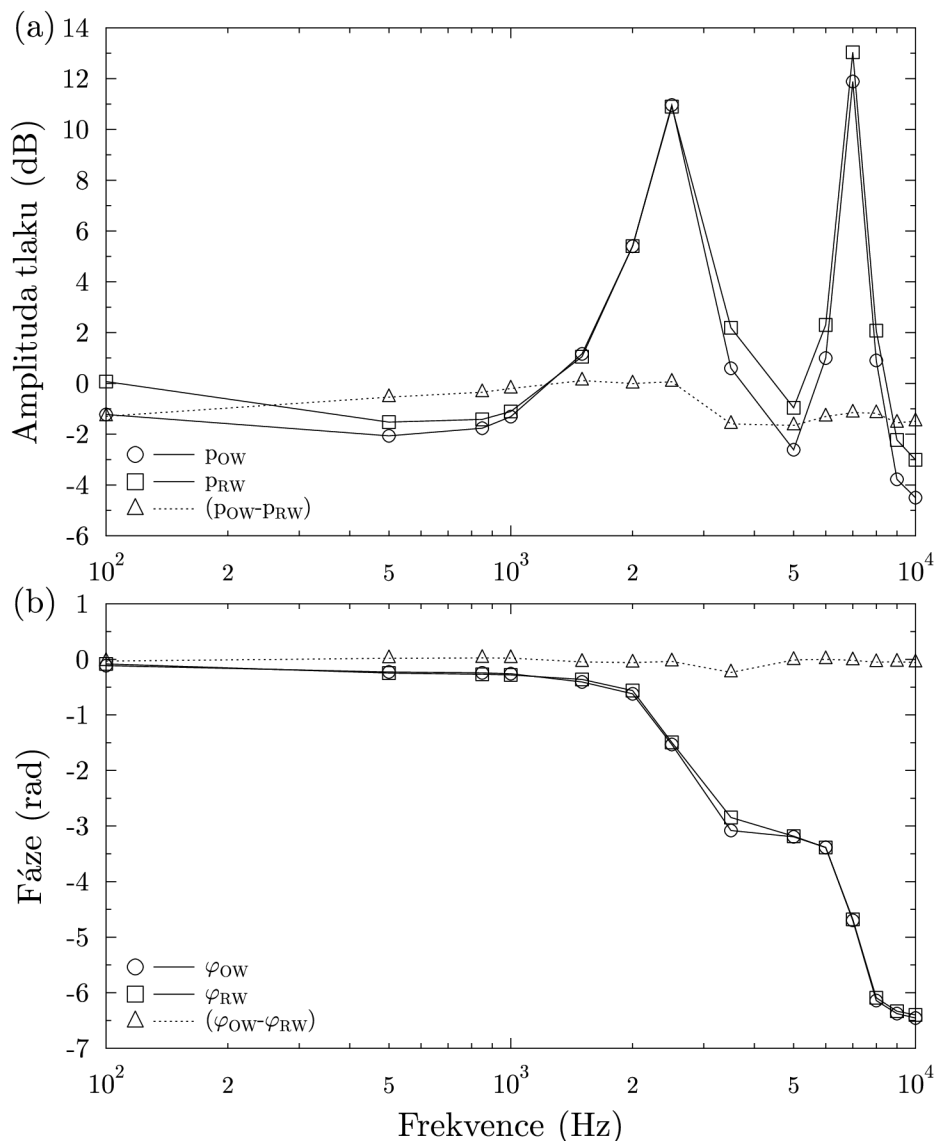 (a)
Amplituda tlaku (dB)
14
12
10
8
6
4
2
0
-2
-4
-6
p_OW
p_RW
(p_OW-p_RW)
10^2 2 5 10^3 2 5 10^4
(b)
Fáze (rad)
1
0
-1
-2
-3
-4
-5
-6
-7
φ_OW
φ_RW
(φ_OW-φ_RW)
10^2 2 5 10^3 2 5 10^4
Frekvence (Hz)